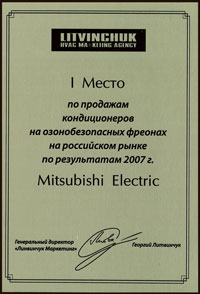 LITVINCHUK
HVAC MARKETING AGENCY
I Место
по продажам
кондиционеров
на озонобезопасных фреонах
на российском рынке
по результатам 2007 г.
Mitsubishi Electric
Генеральный директор
«Литвинчук Маркетинг»
Георгий Литвинчук